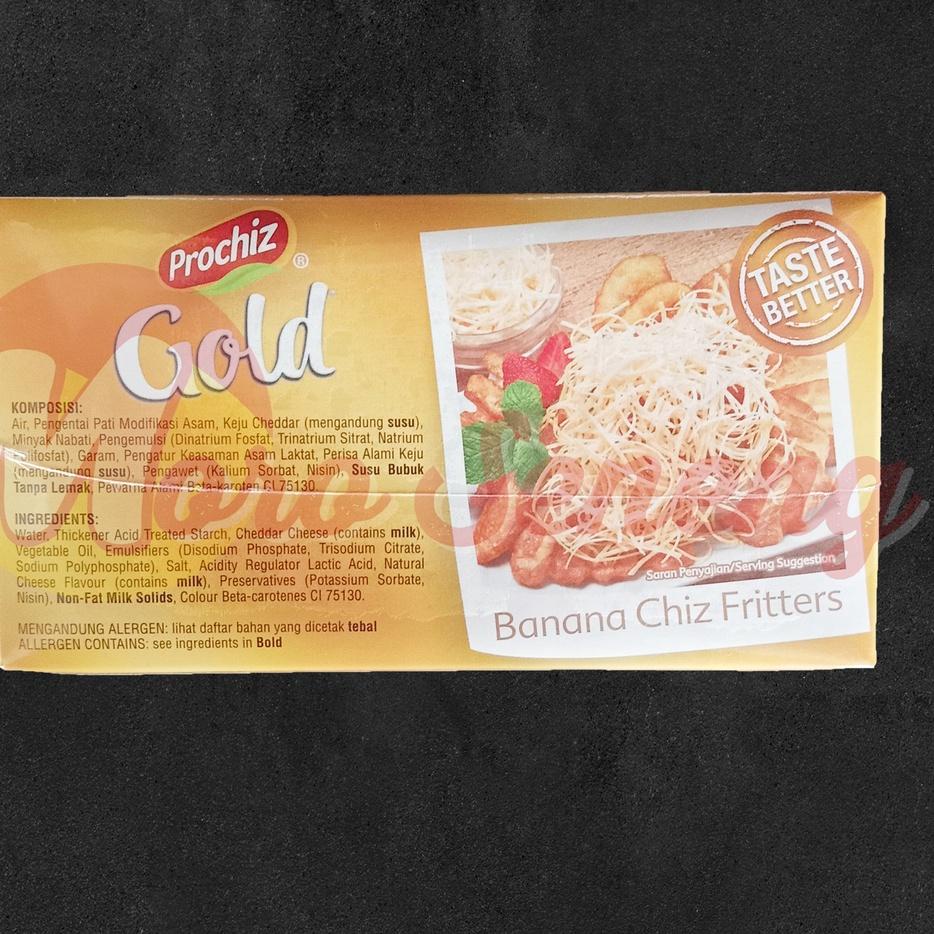 Prochiz
®
Gold
KOMPOSISI:
Air, Pengental Pati Modifikasi Asam, Keju Cheddar (mengandung susu),
Minyak Nabati, Pengemulsi (Dinatrium Fosfat, Trinatrium Sitrat, Natrium
Polifosfat), Garam, Pengatur Keasaman Asam Laktat, Perisa Alami Keju
(mengandung susu), Pengawet (Kalium Sorbat, Nisin), Susu Bubuk
Tanpa Lemak, Pewarna Alami Beta-karoten CI 75130.
INGREDIENTS:
Water, Thickener Acid Treated Starch, Cheddar Cheese (contains milk),
Vegetable Oil, Emulsifiers (Disodium Phosphate, Trisodium Citrate,
Sodium Polyphosphate), Salt, Acidity Regulator Lactic Acid, Natural
Cheese Flavour (contains milk), Preservatives (Potassium Sorbate,
Nisin), Non-Fat Milk Solids, Colour Beta-carotenes CI 75130.
MENGANDUNG ALERGEN: lihat daftar bahan yang dicetak tebal
ALLERGEN CONTAINS: see ingredients in Bold
TASTE
BETTER
Saran Penyajian/Serving Suggestion
Banana Chiz Fritters